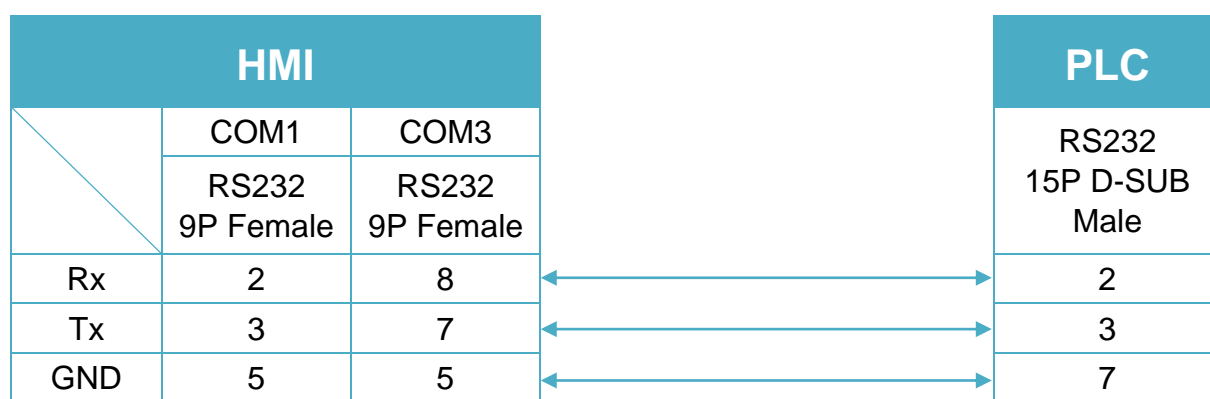 HMI PLC
COM1 COM3
RS232
15P D-SUB
Male
RS232
9P Female
RS232
9P Female
Rx 2 8 2
Tx 3 7 3
GND 5 5 7